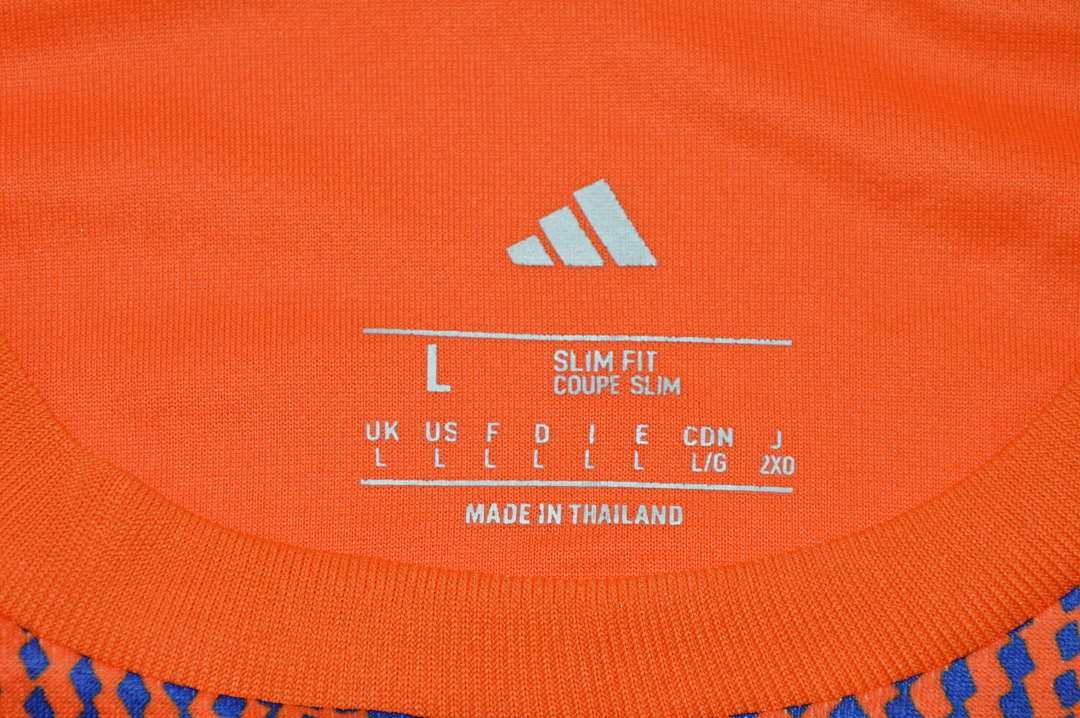 L SLIM FIT
COUPE SLIM
UK US F D I E CDN J
L L L L L L L/G 2XO
MADE IN THAILAND